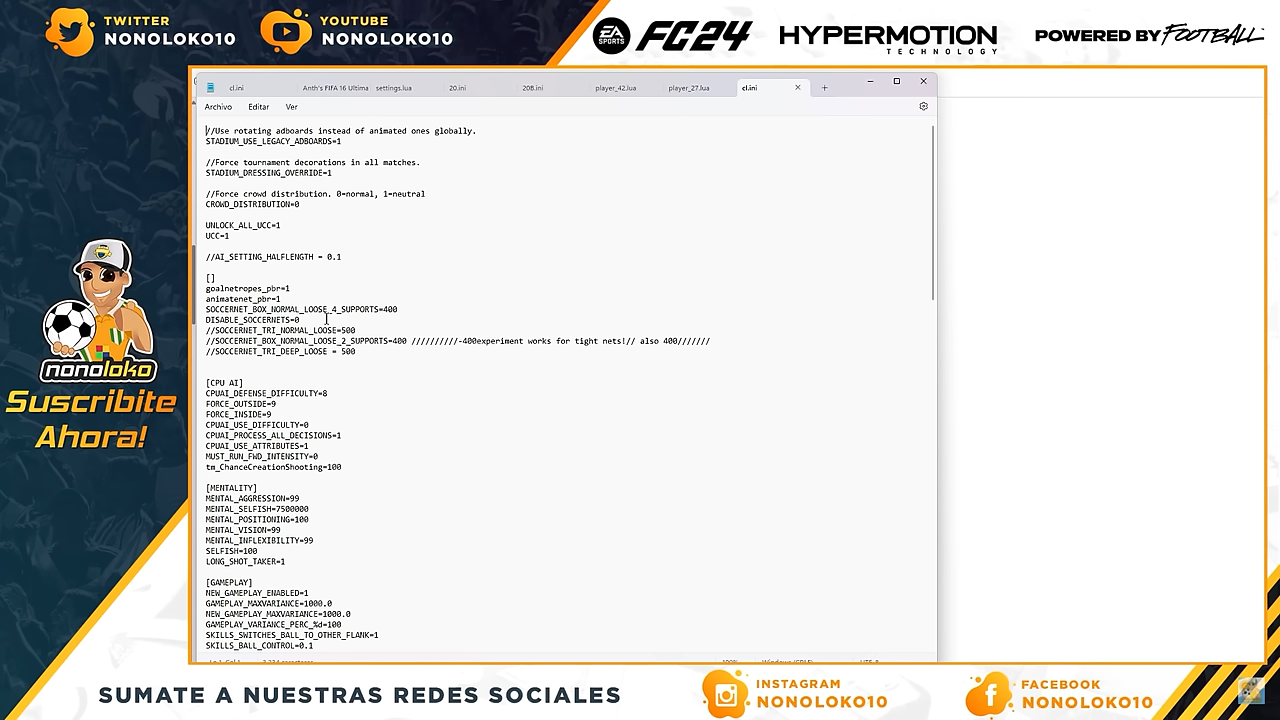 TWITTER
NONOLOKO10
YOUTUBE
NONOLOKO10
EA
SPORTS
FC24
HYPERMOTION
TECHNOLOGY
POWERED BY FOOTBALL
cl.ini
Anth's FIFA 16 Ultima
settings.lua
20.ini
20B.ini
player_42.lua
player_27.lua
cl.ini
Archivo
Editar
Ver
//Use rotating adboards instead of animated ones globally.
STADIUM_USE_LEGACY_ADBOARDS=1
//Force tournament decorations in all matches.
STADIUM_DRESSING_OVERRIDE=1
//Force crowd distribution. 0=normal, 1=neutral
CROWD_DISTRIBUTION=0
UNLOCK_ALL_UCC=1
UCC=1
//AI_SETTING_HALFLENGTH = 0.1
[]
goalnetropes_pbr=1
animatenet_pbr=1
SOCCERNET_BOX_NORMAL_LOOSE_4_SUPPORTS=400
DISABLE_SOCCERNETS=0
//SOCCERNET_TRI_NORMAL_LOOSE=500
//SOCCERNET_BOX_NORMAL_LOOSE_2_SUPPORTS=400 //////////-400experiment works for tight nets!// also 400///////
//SOCCERNET_TRI_DEEP_LOOSE = 500
[CPU AI]
CPUAI_DEFENSE_DIFFICULTY=8
FORCE_OUTSIDE=9
FORCE_INSIDE=9
CPUAI_USE_DIFFICULTY=0
CPUAI_PROCESS_ALL_DECISIONS=1
CPUAI_USE_ATTRIBUTES=1
MUST_RUN_FWD_INTENSITY=0
tm_ChanceCreationShooting=100
[MENTALITY]
MENTAL_AGGRESSION=99
MENTAL_SELFISH=7500000
MENTAL_POSITIONING=100
MENTAL_VISION=99
MENTAL_INFLEXIBILITY=99
SELFISH=100
LONG_SHOT_TAKER=1
[GAMEPLAY]
NEW_GAMEPLAY_ENABLED=1
GAMEPLAY_MAXVARIANCE=1000.0
NEW_GAMEPLAY_MAXVARIANCE=1000.0
GAMEPLAY_VARIANCE_PERC_%d=100
SKILLS_SWITCHES_BALL_TO_OTHER_FLANK=1
SKILLS_BALL_CONTROL=0.1
nonoloko
Suscribite
Ahora!
SUMATE A NUESTRAS REDES SOCIALES
INSTAGRAM
NONOLOKO10
FACEBOOK
NONOLOKO10